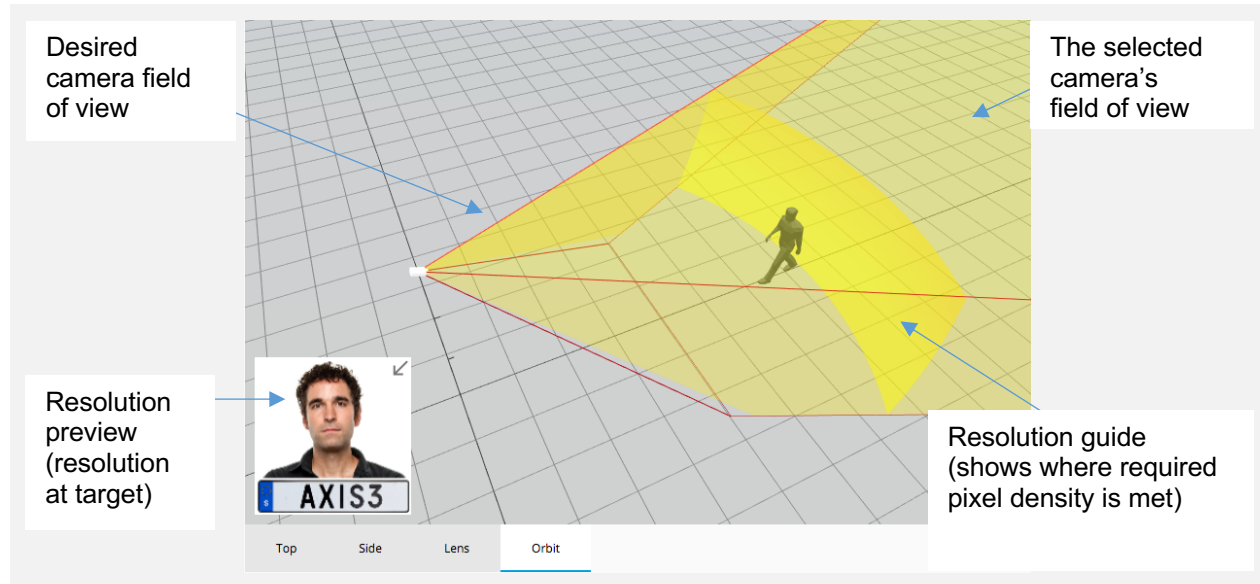 Desired
camera field
of view
The selected
camera's
field of view
Resolution
preview
(resolution
at target)
S
AXIS3
Resolution guide
(shows where required
pixel density is met)
Top
Side
Lens
Orbit